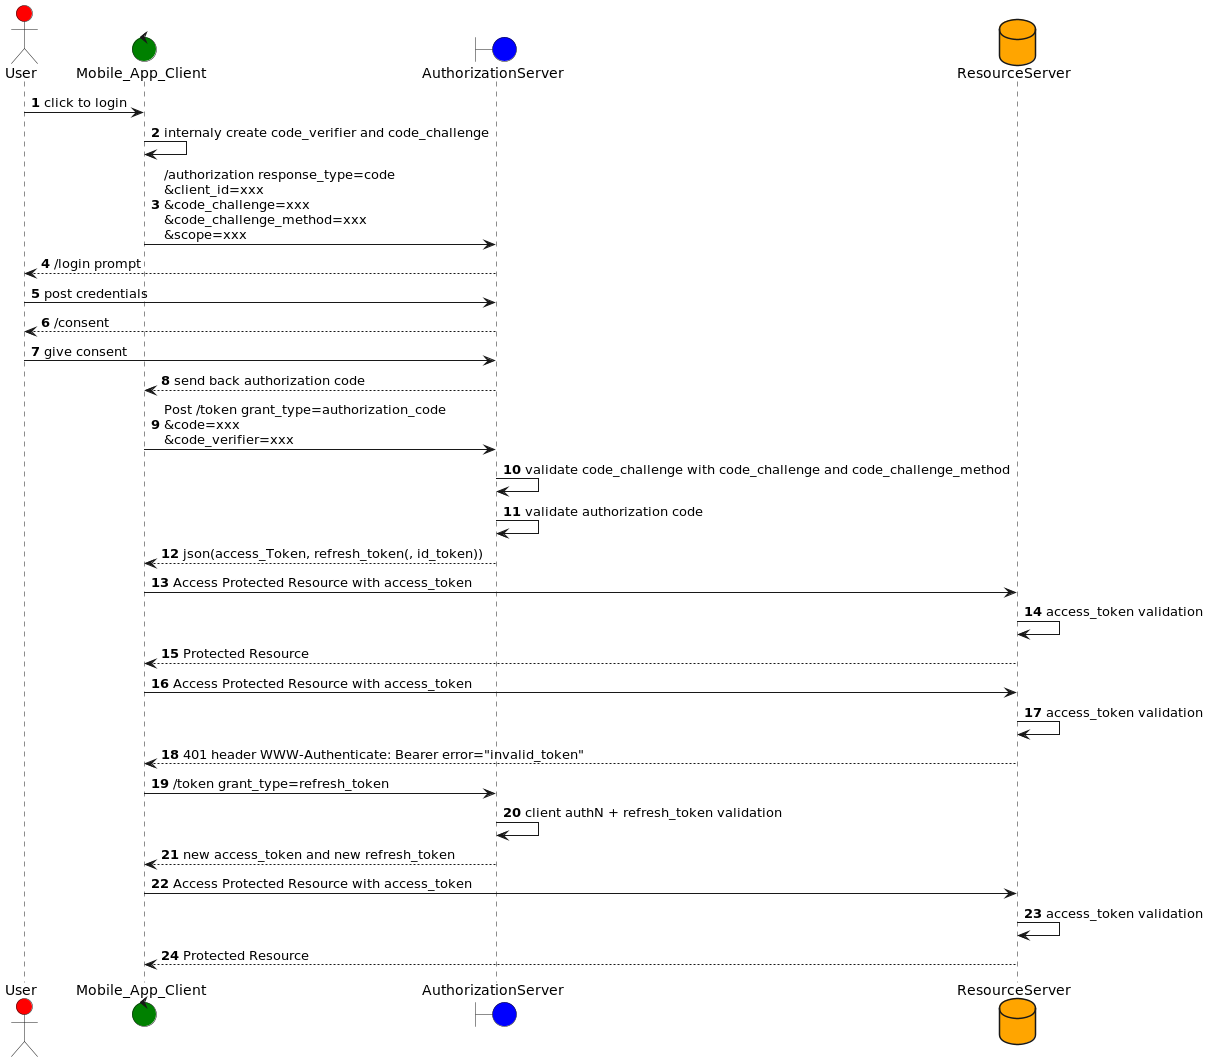 User
Mobile_App_Client
AuthorizationServer
ResourceServer
1 click to login
2 internaly create code_verifier and code_challenge
/authorization response_type=code
&client_id=xxx
3 &code_challenge=xxx
&code_challenge_method=xxx
&scope=xxx
4 /login prompt
5 post credentials
6 /consent
7 give consent
8 send back authorization code
Post /token grant_type=authorization_code
9 &code=xxx
&code_verifier=xxx
10 validate code_challenge with code_challenge and code_challenge_method
11 validate authorization code
12 json(access_Token, refresh_token(, id_token))
13 Access Protected Resource with access_token
14 access_token validation
15 Protected Resource
16 Access Protected Resource with access_token
17 access_token validation
18 401 header WWW-Authenticate: Bearer error="invalid_token"
19 /token grant_type=refresh_token
20 client authN + refresh_token validation
21 new access_token and new refresh_token
22 Access Protected Resource with access_token
23 access_token validation
24 Protected Resource
User
Mobile_App_Client
AuthorizationServer
ResourceServer